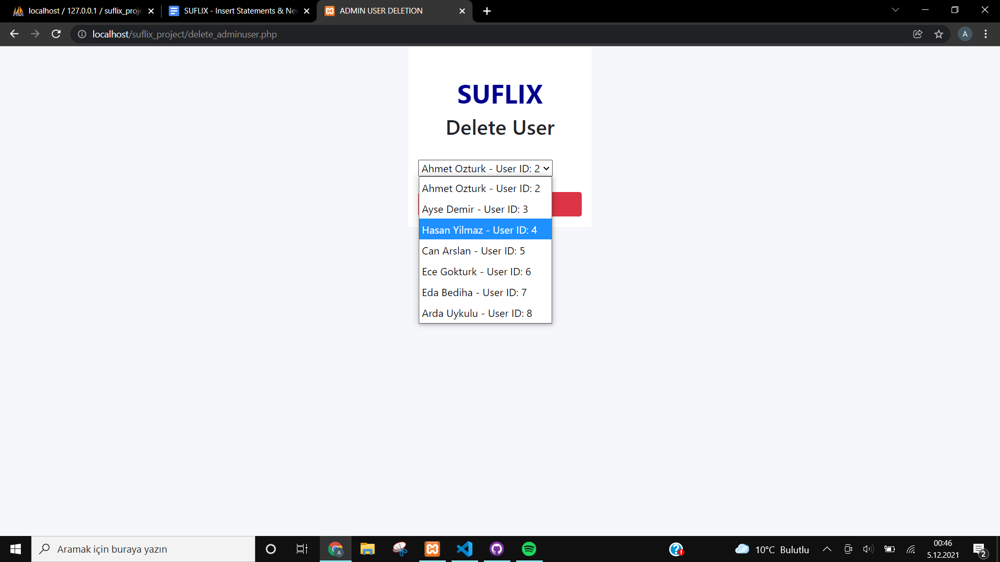 localhost / 127.0.0.1 / suflix_proje
SUFLIX - Insert Statements & Ne
ADMIN USER DELETION
localhost/suflix_project/delete_adminuser.php
A
SUFLIX
Delete User
Ahmet Ozturk - User ID: 2
Ahmet Ozturk - User ID: 2
Ayse Demir - User ID: 3
Hasan Yilmaz - User ID: 4
Can Arslan - User ID: 5
Ece Gokturk - User ID: 6
Eda Bediha - User ID: 7
Arda Uykulu - User ID: 8
Aramak için buraya yazın
10°C Bulutlu
00:46
5.12.2021
2